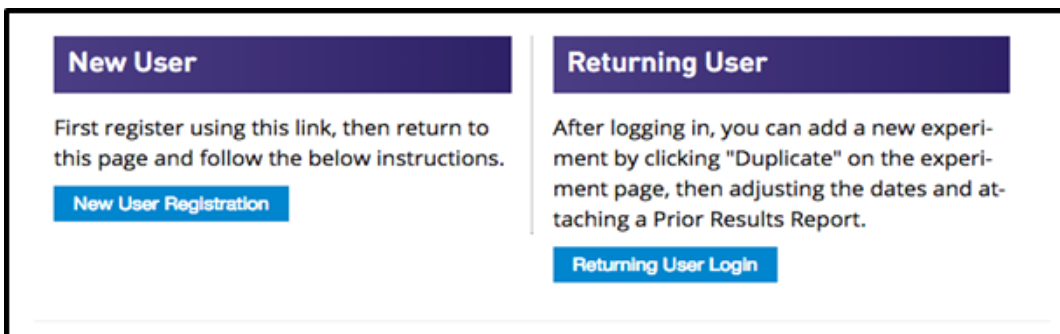 New User
First register using this link, then return to
this page and follow the below instructions.
New User Registration
Returning User
After logging in, you can add a new experi-
ment by clicking "Duplicate" on the experi-
ment page, then adjusting the dates and at-
taching a Prior Results Report.
Returning User Login